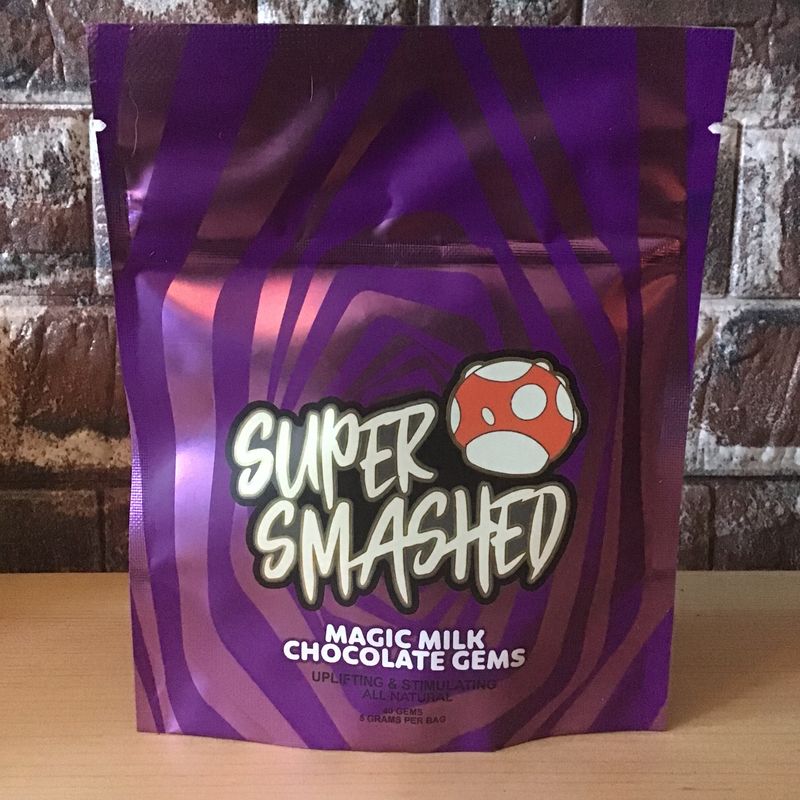 SUPER
SMASHED
MAGIC MILK
CHOCOLATE GEMS
UPLIFTING & STIMULATING
ALL NATURAL
40 GEMS
5 GRAMS PER BAG